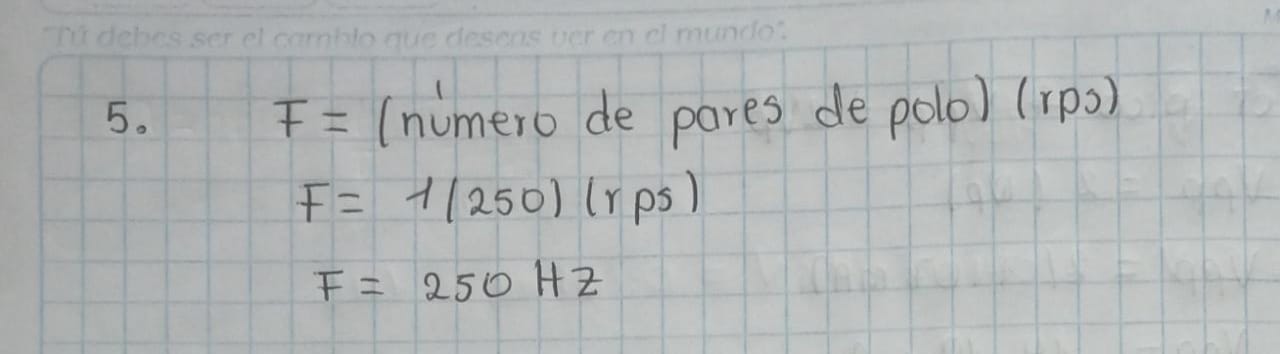 Tú debes ser el cambio que deseas ver en el mundo.
5. F = (número de pares de polo) (rps)
F = 1(250) (rps)
F = 250 Hz